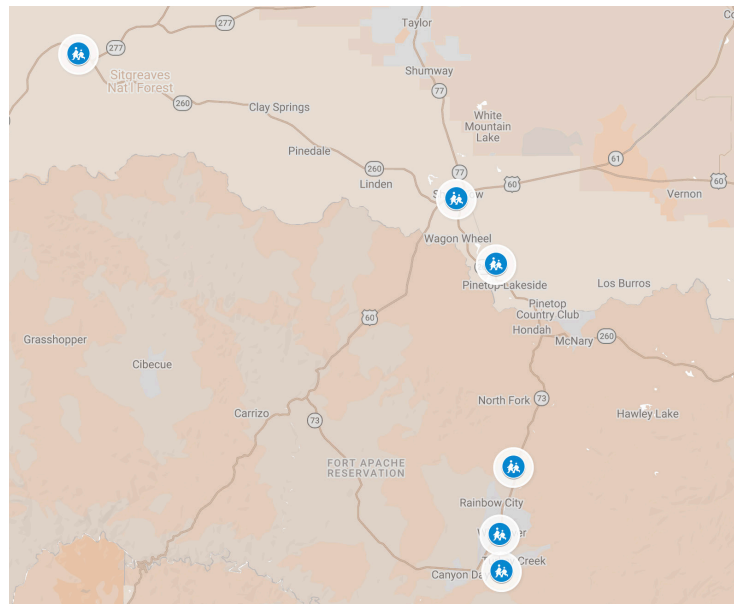 277
Taylor
Co
277
Sitgreaves
Nat'l Forest
Shumway
77
260
Clay Springs
White
Mountain
Lake
Pinedale
61
260
77
60
60
Linden
Vernon
Wagon Wheel
Pinetop-Lakeside
Los Burros
Pinetop
Country Club
60
Hondah
260
McNary
Grasshopper
Cibecue
73
North Fork
Carrizo
Hawley Lake
73
FORT APACHE
RESERVATION
Rainbow City
Creek
Canyon Da